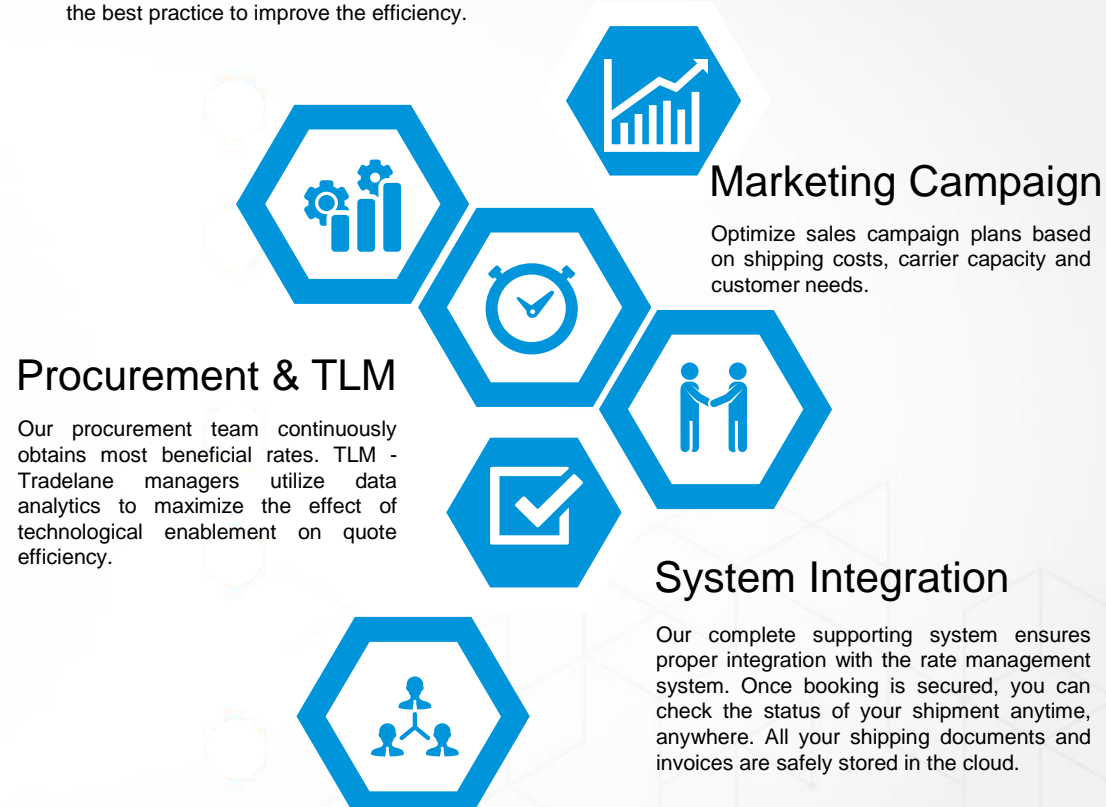 the best practice to improve the efficiency.
Marketing Campaign
Optimize sales campaign plans based
on shipping costs, carrier capacity and
customer needs.
Procurement & TLM
Our procurement team continuously
obtains most beneficial rates. TLM -
Tradelane managers utilize data
analytics to maximize the effect of
technological enablement on quote
efficiency.
System Integration
Our complete supporting system ensures
proper integration with the rate management
system. Once booking is secured, you can
check the status of your shipment anytime,
anywhere. All your shipping documents and
invoices are safely stored in the cloud.